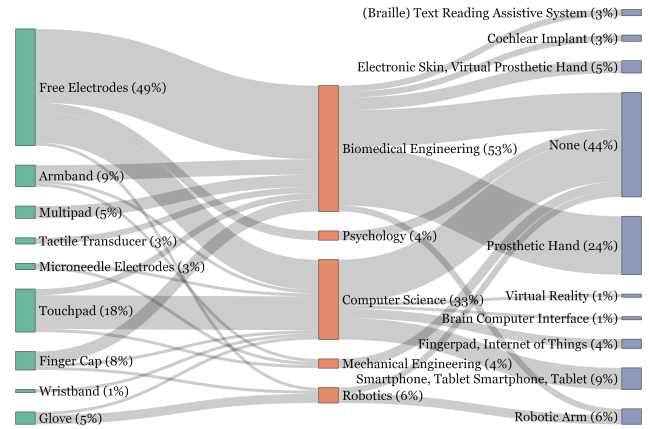 Free Electrodes (49%)
Armband (9%)
Multipad (5%)
Tactile Transducer (3%)
Microneedle Electrodes (3%)
Touchpad (18%)
Finger Cap (8%)
Wristband (1%)
Glove (5%)
Biomedical Engineering (53%)
Psychology (4%)
Computer Science (33%)
Mechanical Engineering (4%)
Robotics (6%)
(Braille) Text Reading Assistive System (3%)
Cochlear Implant (3%)
Electronic Skin, Virtual Prosthetic Hand (5%)
None (44%)
Prosthetic Hand (24%)
Virtual Reality (1%)
Brain Computer Interface (1%)
Fingerpad, Internet of Things (4%)
Smartphone, Tablet Smartphone, Tablet (9%)
Robotic Arm (6%)